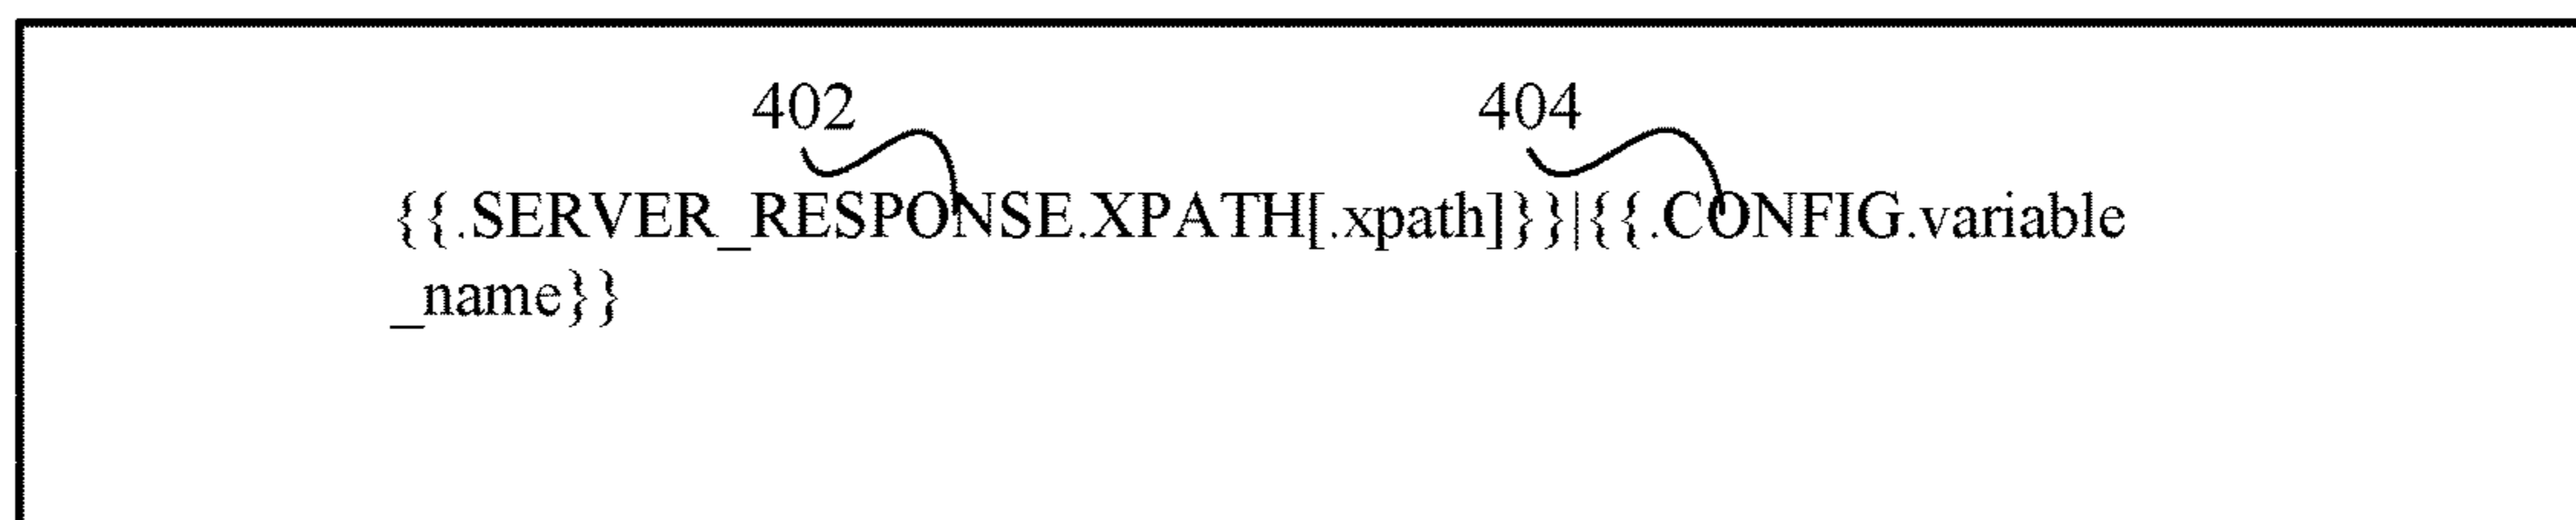 402 404
{{.SERVER_RESPONSE.XPATH[.xpath]}}|{{.CONFIG.variable
_name}}